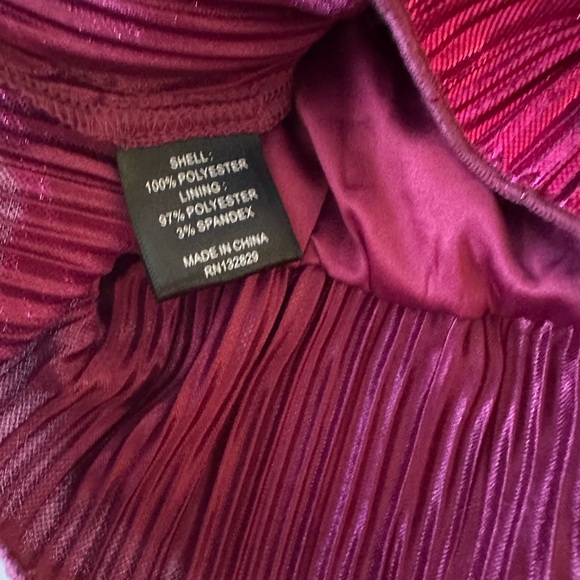 SHELL:
100% POLYESTER
LINING:
97% POLYESTER
3% SPANDEX
MADE IN CHINA
RN132829